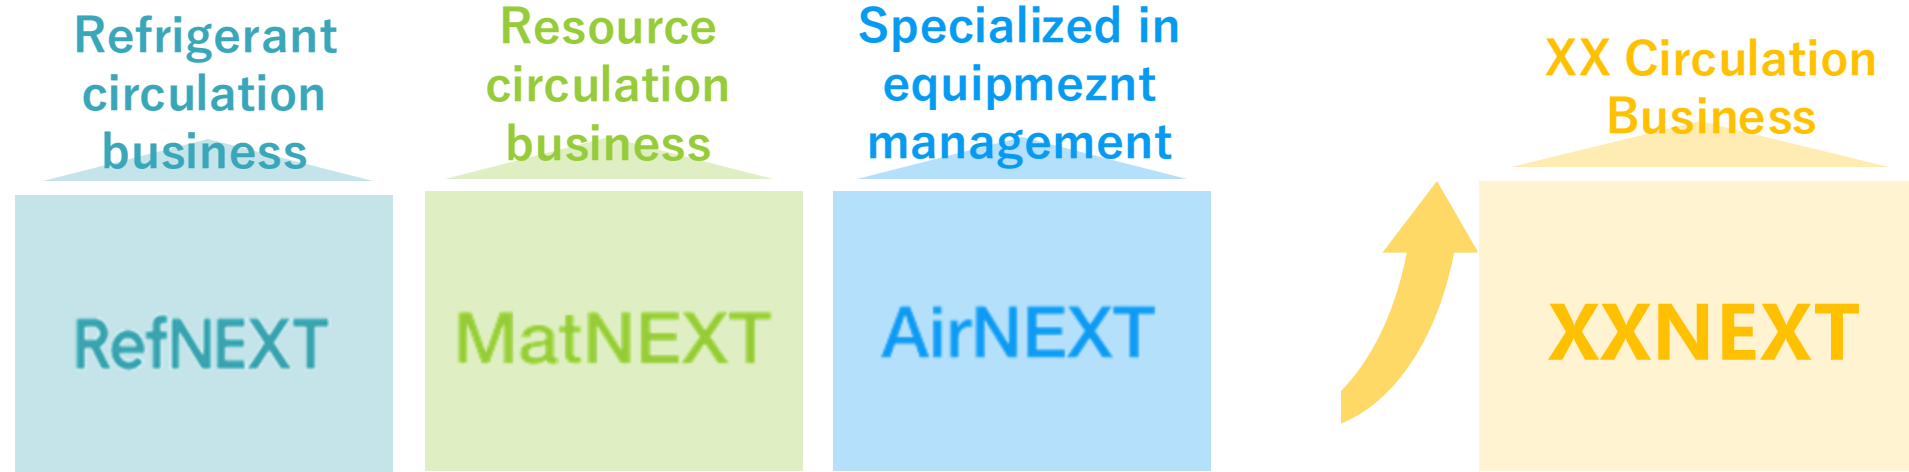 Refrigerant
circulation
business
Resource
circulation
business
Specialized in
equipmeznt
management
XX Circulation
Business
RefNEXT
MatNEXT
AirNEXT
XXNEXT